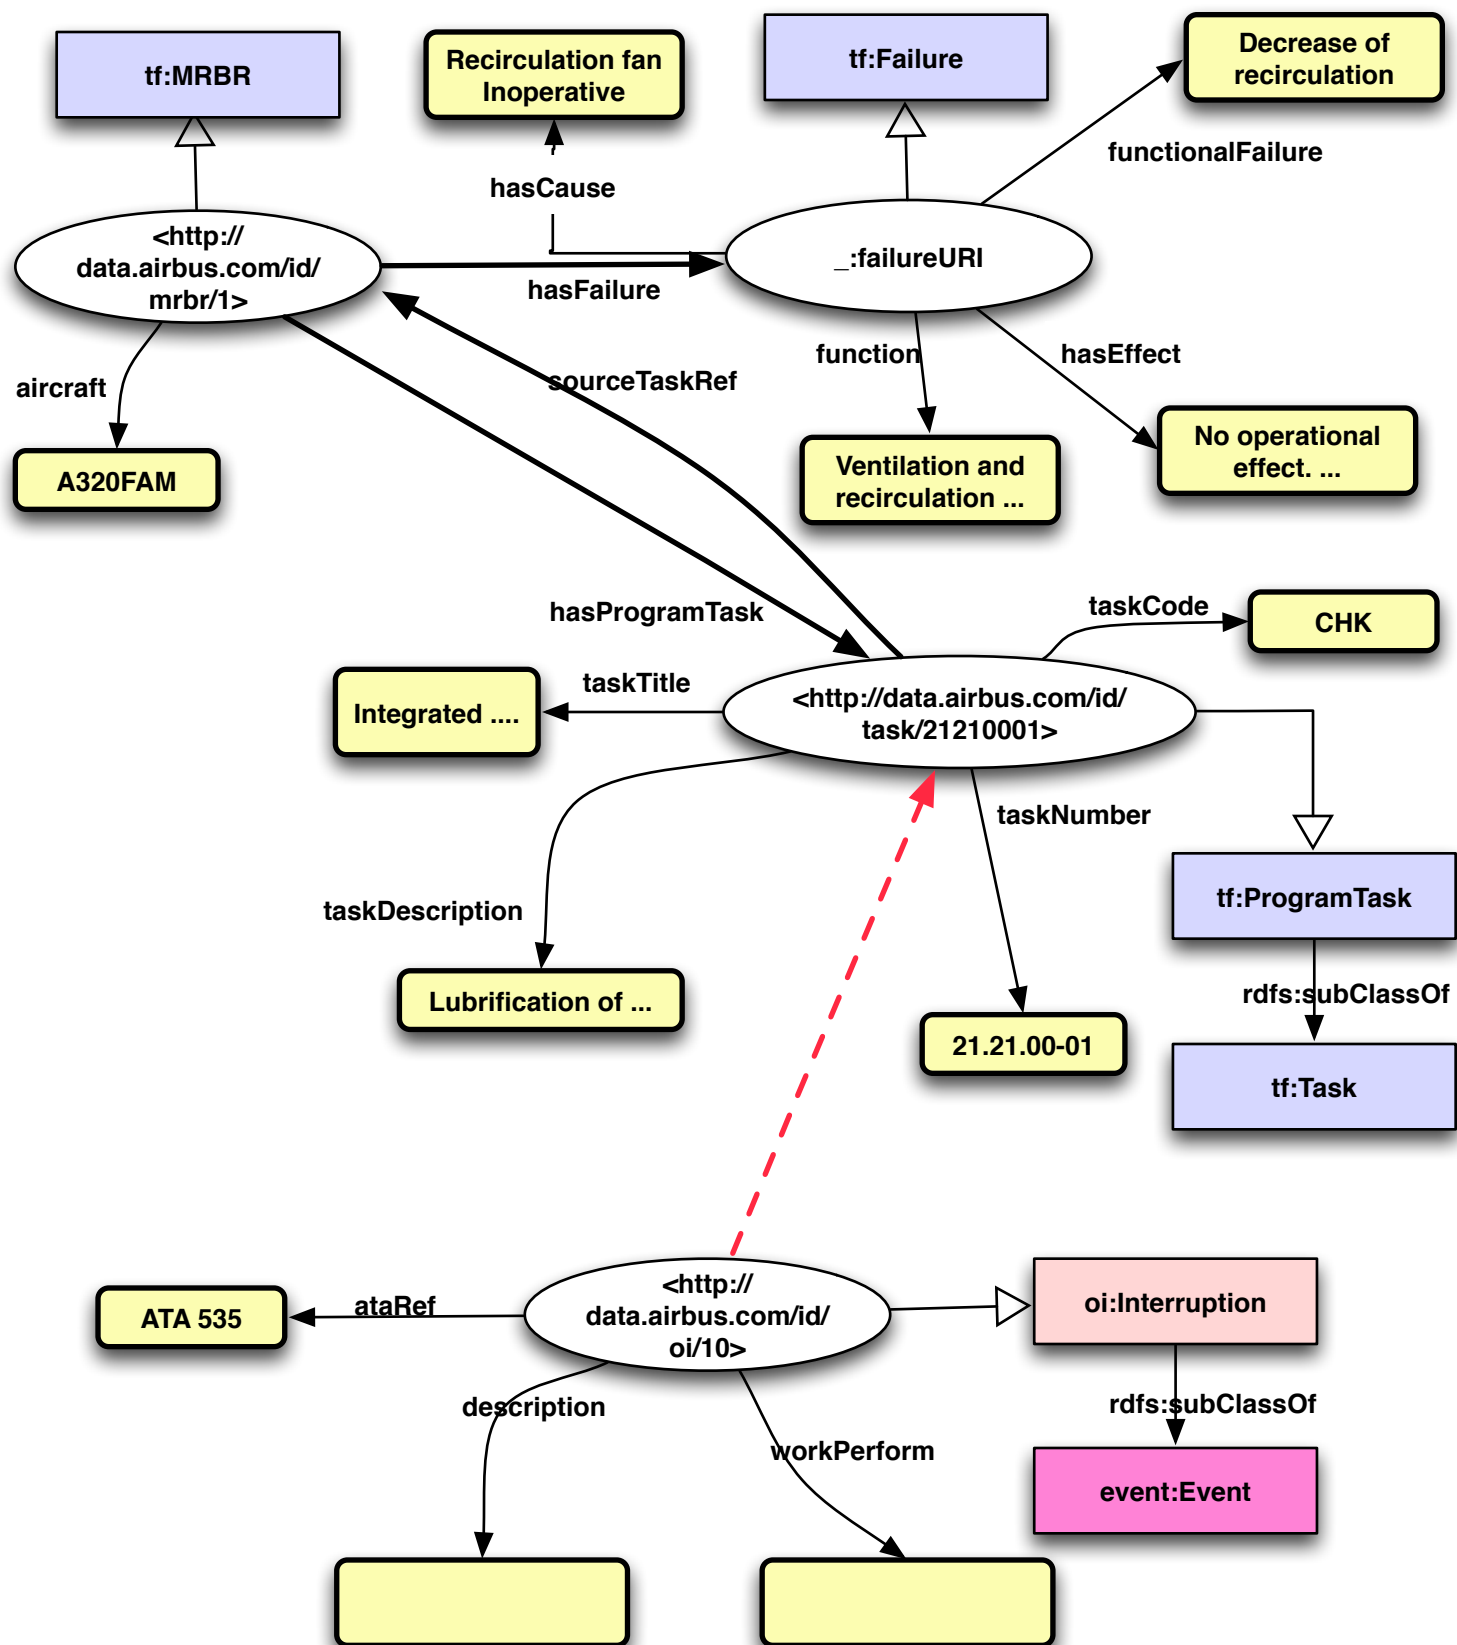 tf:MRBR
Recirculation fan
Inoperative
tf:Failure
Decrease of
recirculation
functionalFailure
hasCause
<http://
data.airbus.com/id/
mrbr/1>
_:failureURI
hasFailure
aircraft
sourceTaskRef
function
hasEffect
A320FAM
Ventilation and
recirculation ...
No operational
effect. ...
hasProgramTask
taskCode
CHK
taskTitle
Integrated ....
<http://data.airbus.com/id/
task/21210001>
taskNumber
taskDescription
tf:ProgramTask
Lubrification of ...
rdfs:subClassOf
21.21.00-01
tf:Task
ATA 535
ataRef
<http://
data.airbus.com/id/
oi/10>
oi:Interruption
description
rdfs:subClassOf
workPerform
event:Event